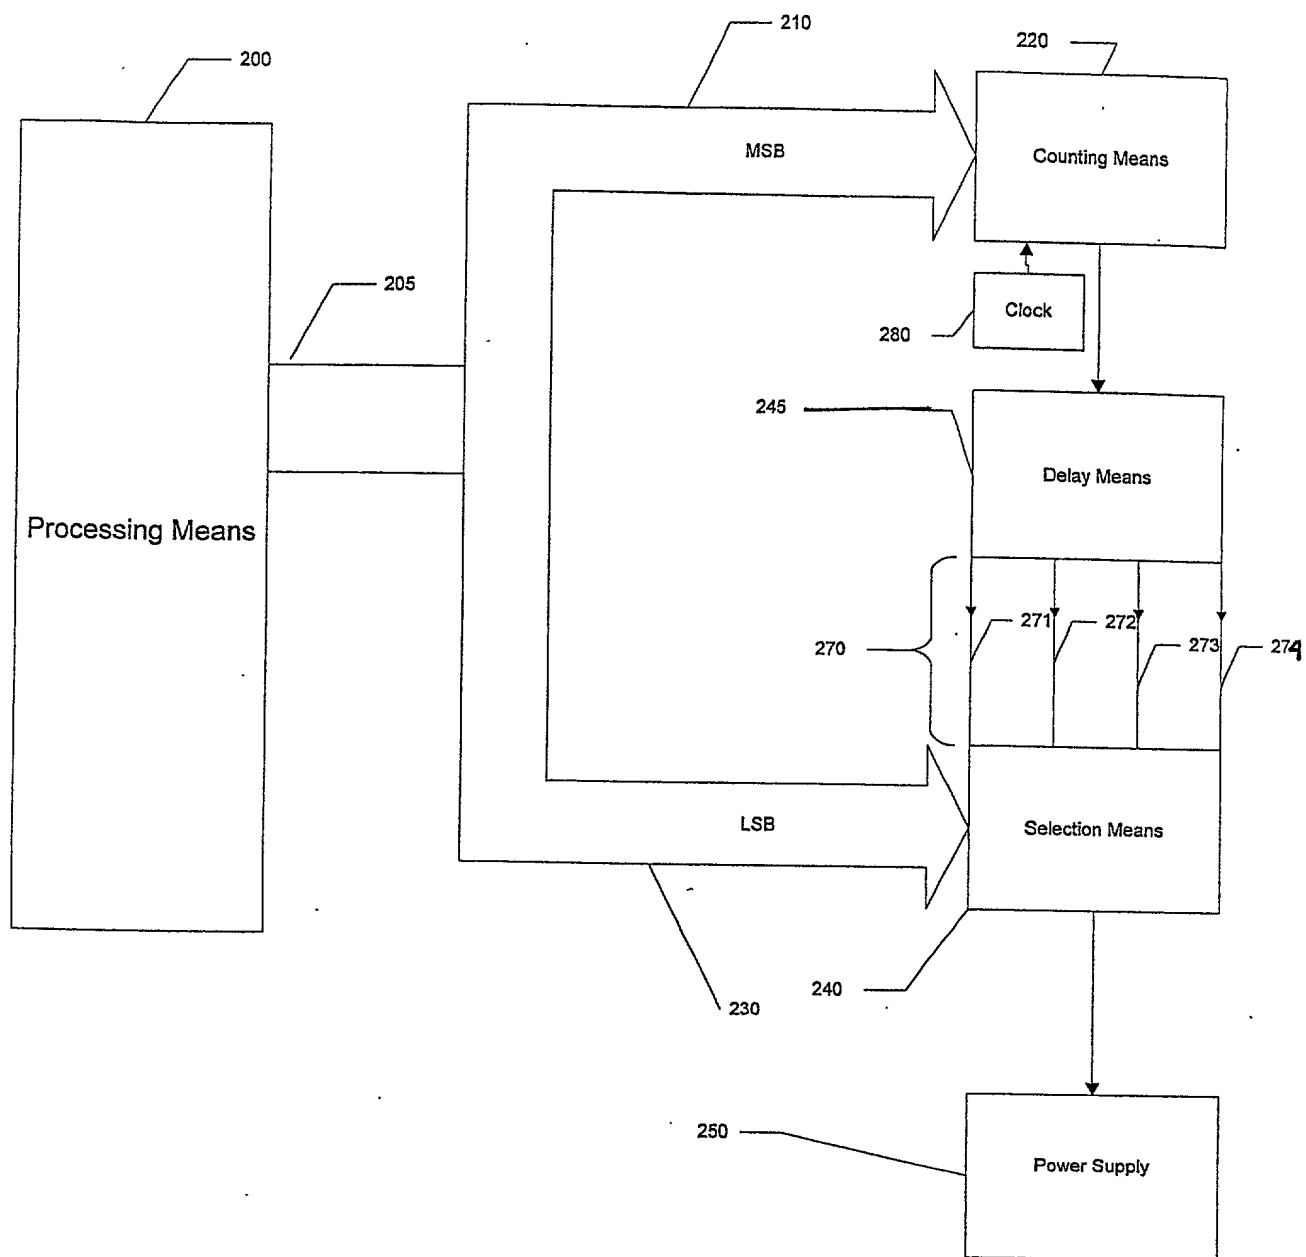 210
220
200
MSB
Counting Means
205
Clock
280
245
Delay Means
Processing Means
270
271
272
273
274
LSB
Selection Means
240
230
250
Power Supply